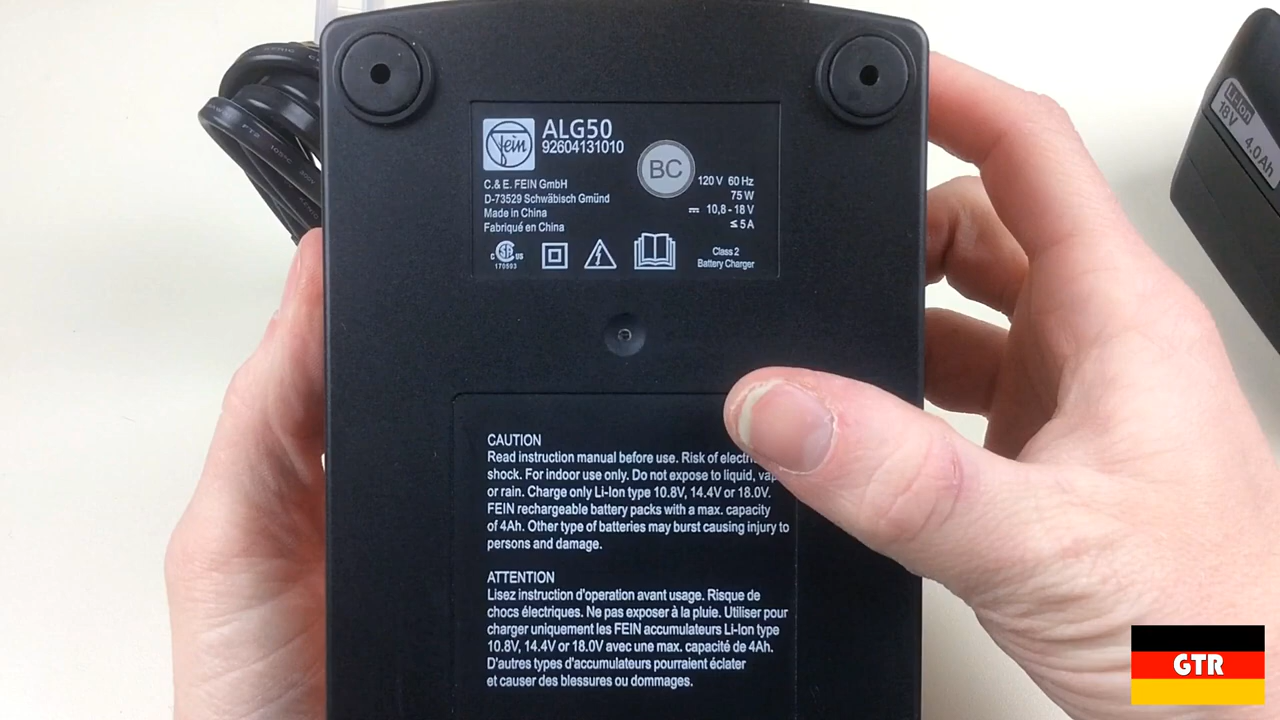 Fein
ALG50
92604131010
BC
C.& E. FEIN GmbH
D-73529 Schwäbisch Gmünd
Made in China
Fabriqué en China
120 V 60 Hz
75 W
10,8 - 18 V
≤ 5 A
C US
170593
Class 2
Battery Charger
CAUTION
Read instruction manual before use. Risk of
shock. For indoor use only. Do not expose to liquid,
or rain. Charge only Li-Ion type 10.8V, 14.4V or 18.0V.
FEIN rechargeable battery packs with a max. capacity
of 4Ah. Other type of batteries may burst causing injury to
persons and damage.
ATTENTION
Lisez instruction d'operation avant usage. Risque de
chocs électriques. Ne pas exposer à la pluie. Utiliser pour
charger uniquement les FEIN accumulateurs Li-Ion type
10.8V, 14.4V or 18.0V avec une max. capacité de 4Ah.
D'autres types d'accumulateurs pourraient éclater
et causer des blessures ou dommages.
Li-Ion
18V 4,0Ah
GTR